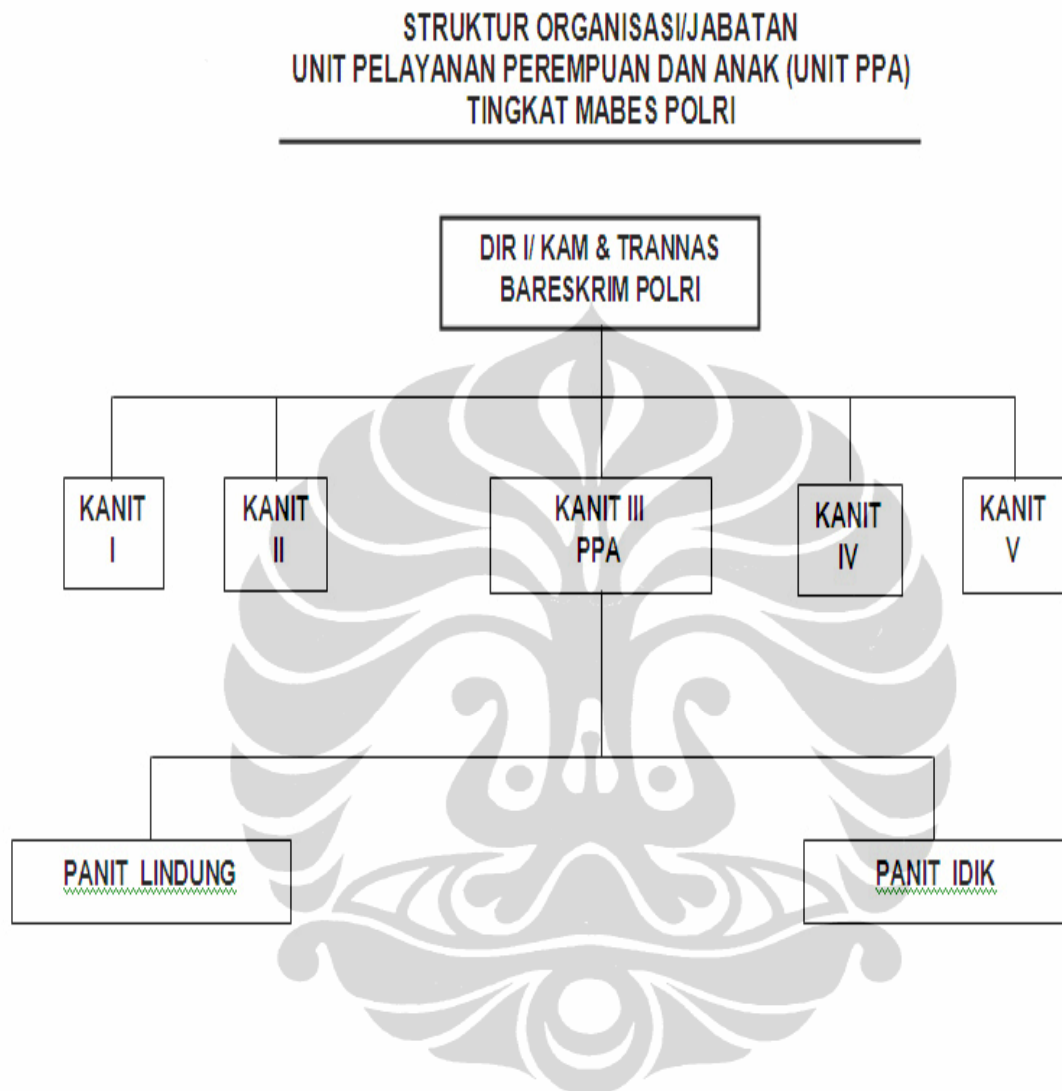 STRUKTUR ORGANISASI/JABATAN
UNIT PELAYANAN PEREMPUAN DAN ANAK (UNIT PPA)
TINGKAT MABES POLRI
DIR I/ KAM & TRANNAS
BARESKRIM POLRI
KANIT
I
KANIT
II
KANIT III
PPA
KANIT
IV
KANIT
V
PANIT LINDUNG
PANIT IDIK